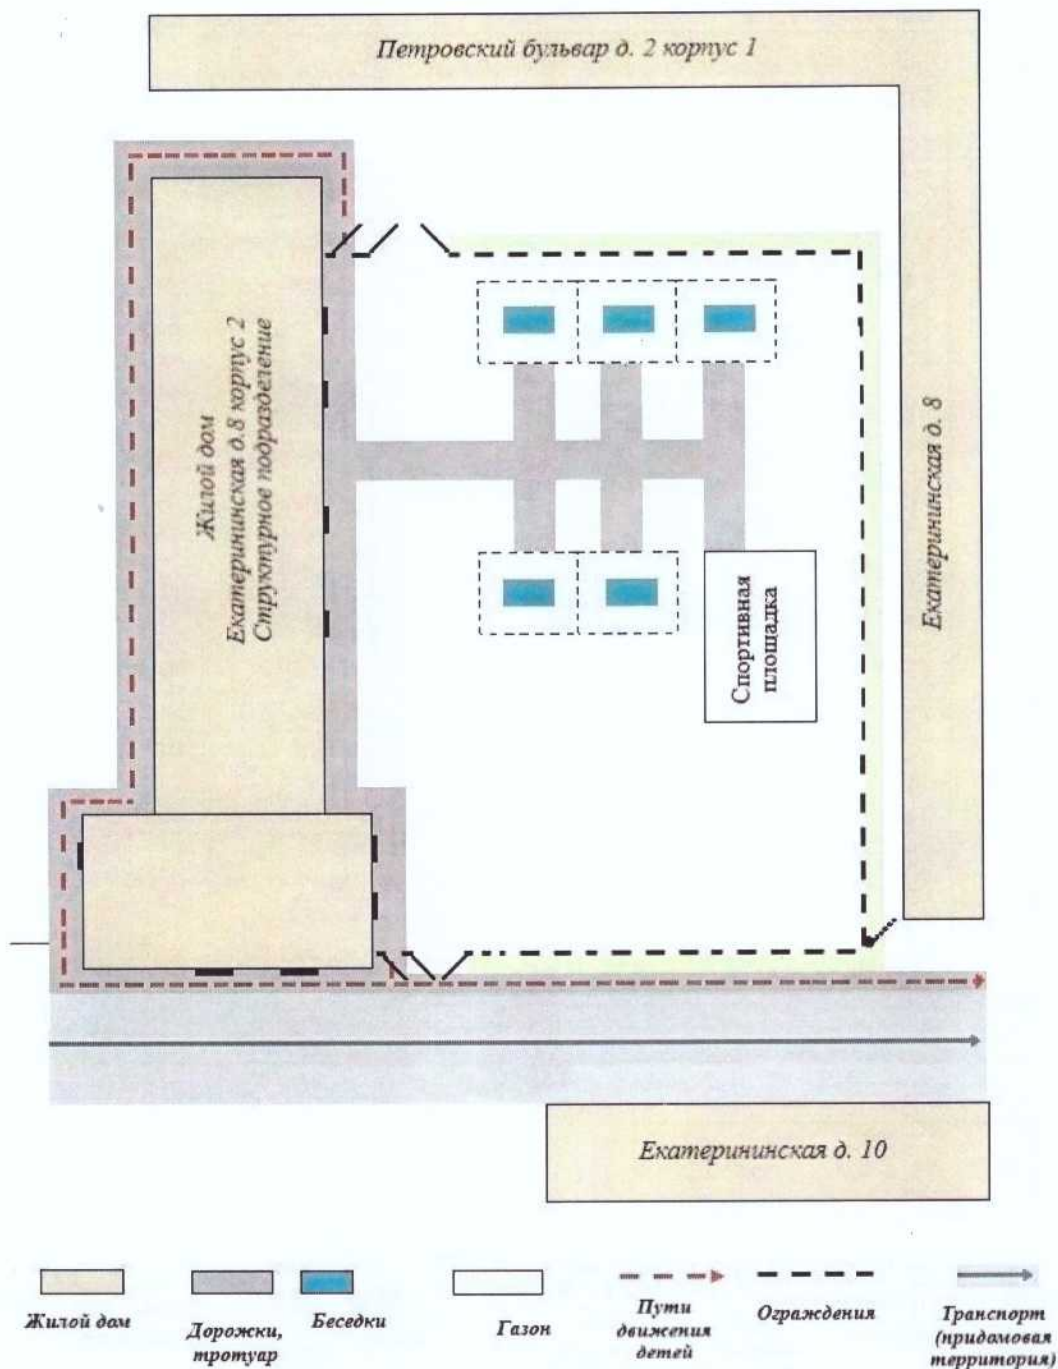 Петровский бульвар д. 2 корпус 1
Жилой дом
Екатерининская д.8 корпус 2
Структурное подразделение
Екатерининская д. 8
Спортивная
площадка
Екатерининская д. 10
Жилой дом
Дорожки,
тротуар
Беседки
Газон
Пути
движения
детей
Ограждения
Транспорт
(придомовая
территория)